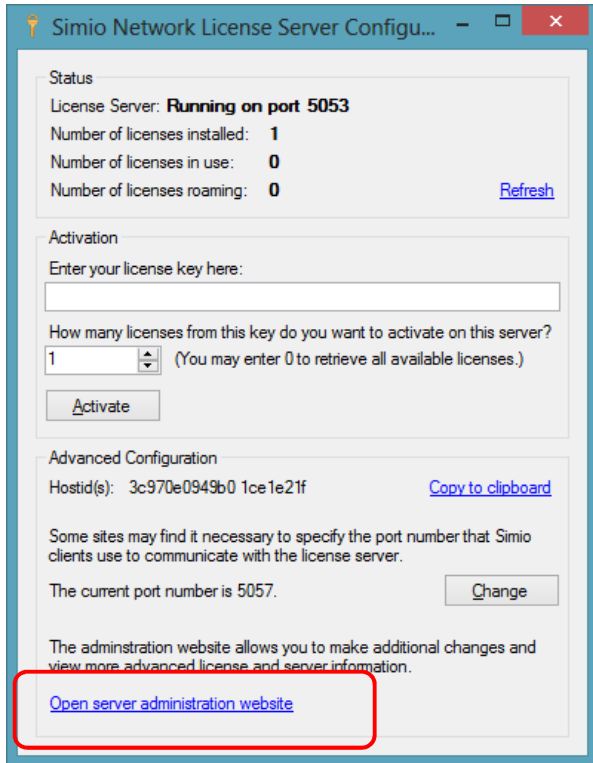 Simio Network License Server Configu...
Status
License Server: Running on port 5053
Number of licenses installed: 1
Number of licenses in use: 0
Number of licenses roaming: 0 Refresh
Activation
Enter your license key here:
How many licenses from this key do you want to activate on this server?
1 (You may enter 0 to retrieve all available licenses.)
Activate
Advanced Configuration
Hostid(s): 3c970e0949b0 1ce1e21f Copy to clipboard
Some sites may find it necessary to specify the port number that Simio
clients use to communicate with the license server.
The current port number is 5057. Change
The adminstration website allows you to make additional changes and
view more advanced license and server information.
Open server administration website